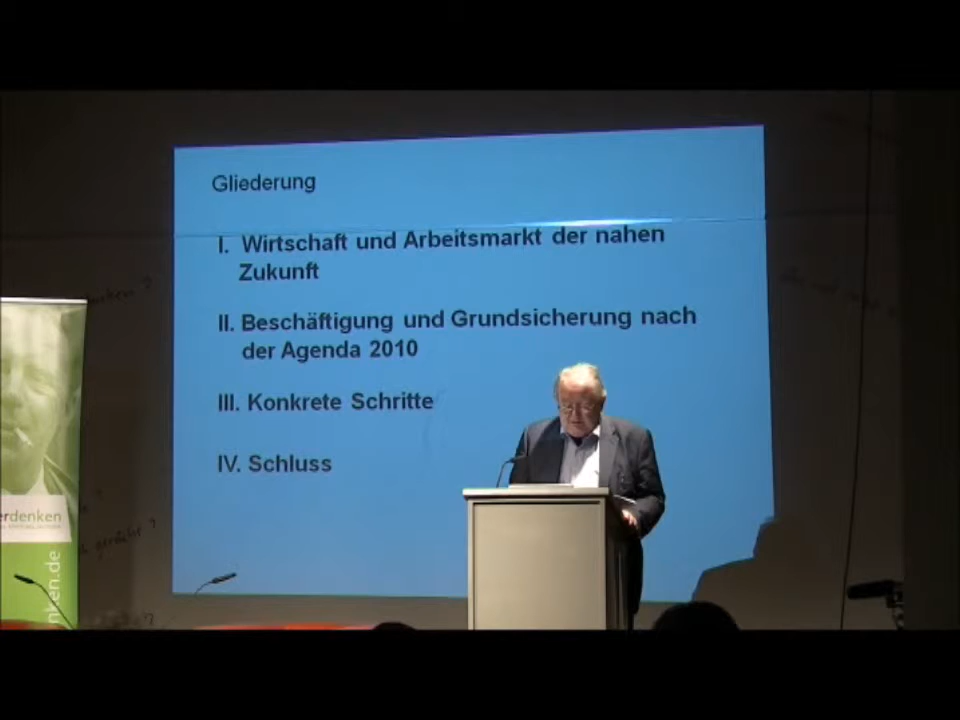 Gliederung
I. Wirtschaft und Arbeitsmarkt der nahen
Zukunft
II. Beschäftigung und Grundsicherung nach
der Agenda 2010
III. Konkrete Schritte
IV. Schluss
erdenken
nken.de